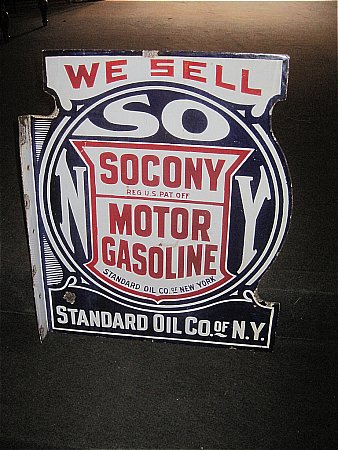 WE SELL
SO
N Y
SOCONY
REG U.S. PAT OFF
MOTOR
GASOLINE
STANDARD OIL CO. OF NEW YORK
STANDARD OIL CO. OF N.Y.